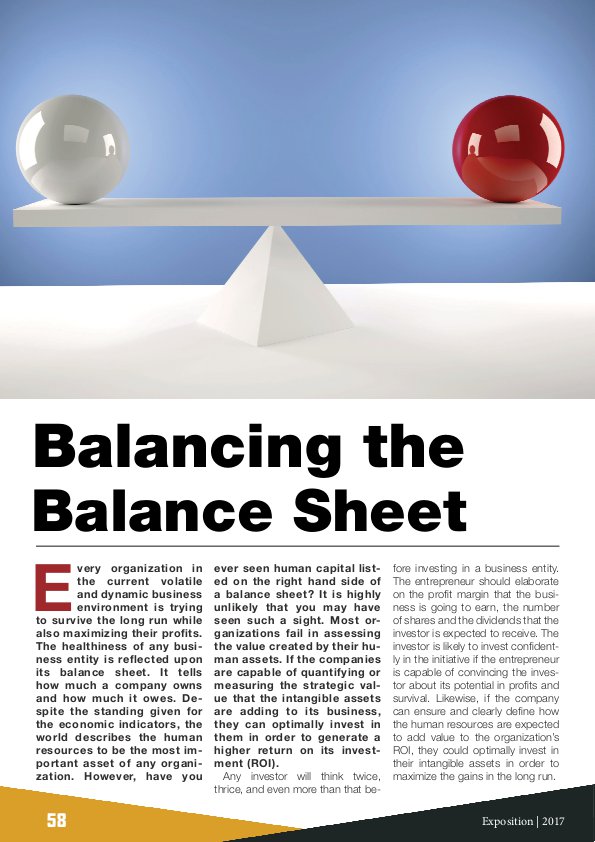 Balancing the
Balance Sheet
Every organization in
the current volatile
and dynamic business
environment is trying
to survive the long run while
also maximizing their profits.
The healthiness of any busi-
ness entity is reflected upon
its balance sheet. It tells
how much a company owns
and how much it owes. De-
spite the standing given for
the economic indicators, the
world describes the human
resources to be the most im-
portant asset of any organi-
zation. However, have you
ever seen human capital list-
ed on the right hand side of
a balance sheet? It is highly
unlikely that you may have
seen such a sight. Most or-
ganizations fail in assessing
the value created by their hu-
man assets. If the companies
are capable of quantifying or
measuring the strategic val-
ue that the intangible assets
are adding to its business,
they can optimally invest in
them in order to generate a
higher return on its invest-
ment (ROI).
Any investor will think twice,
thrice, and even more than that be-
fore investing in a business entity.
The entrepreneur should elaborate
on the profit margin that the busi-
ness is going to earn, the number
of shares and the dividends that the
investor is expected to receive. The
investor is likely to invest confident-
ly in the initiative if the entrepreneur
is capable of convincing the inves-
tor about its potential in profits and
survival. Likewise, if the company
can ensure and clearly define how
the human resources are expected
to add value to the organization's
ROI, they could optimally invest in
their intangible assets in order to
maximize the gains in the long run.
58
Exposition | 2017